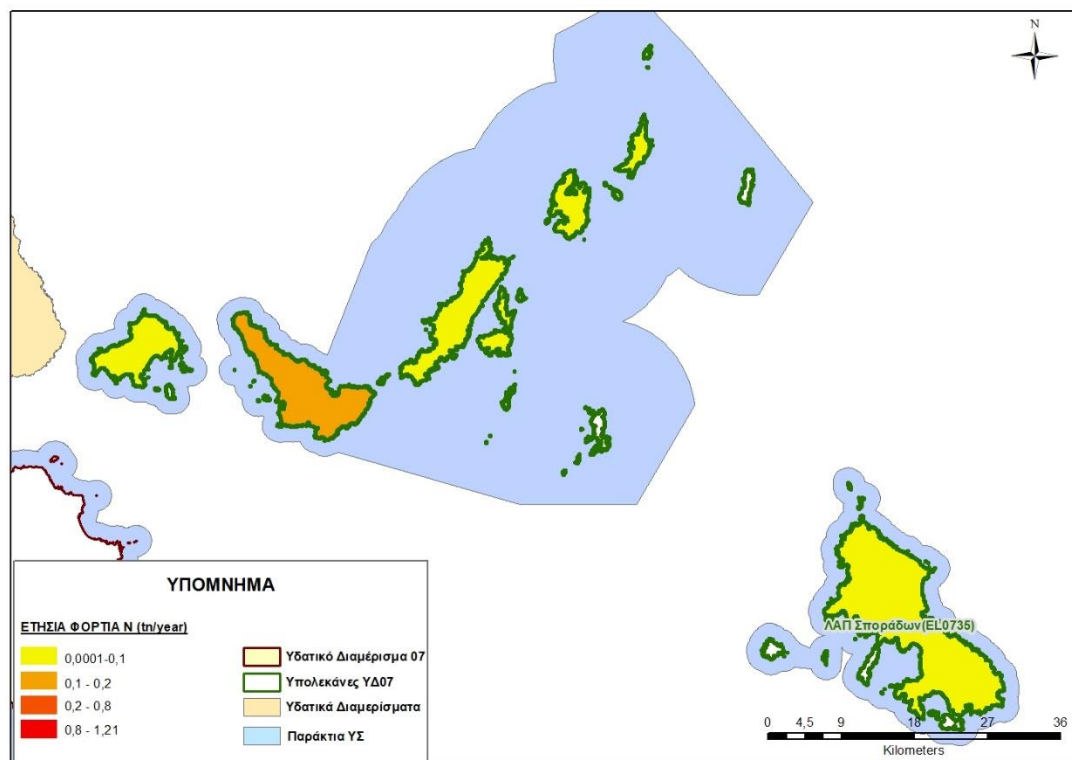 N
ΛΑΠ Σποράδων(EL0735)
ΥΠΟΜΝΗΜΑ
ΕΤΗΣΙΑ ΦΟΡΤΙΑ Ν (tn/year)
0,0001-0,1
0,1 - 0,2
0,2 - 0,8
0,8 - 1,21
Υδατικό Διαμέρισμα 07
Υπολεκάνες ΥΔ07
Υδατικά Διαμερίσματα
Παράκτια ΥΣ
0 4,5 9 18 27 36
Kilometers